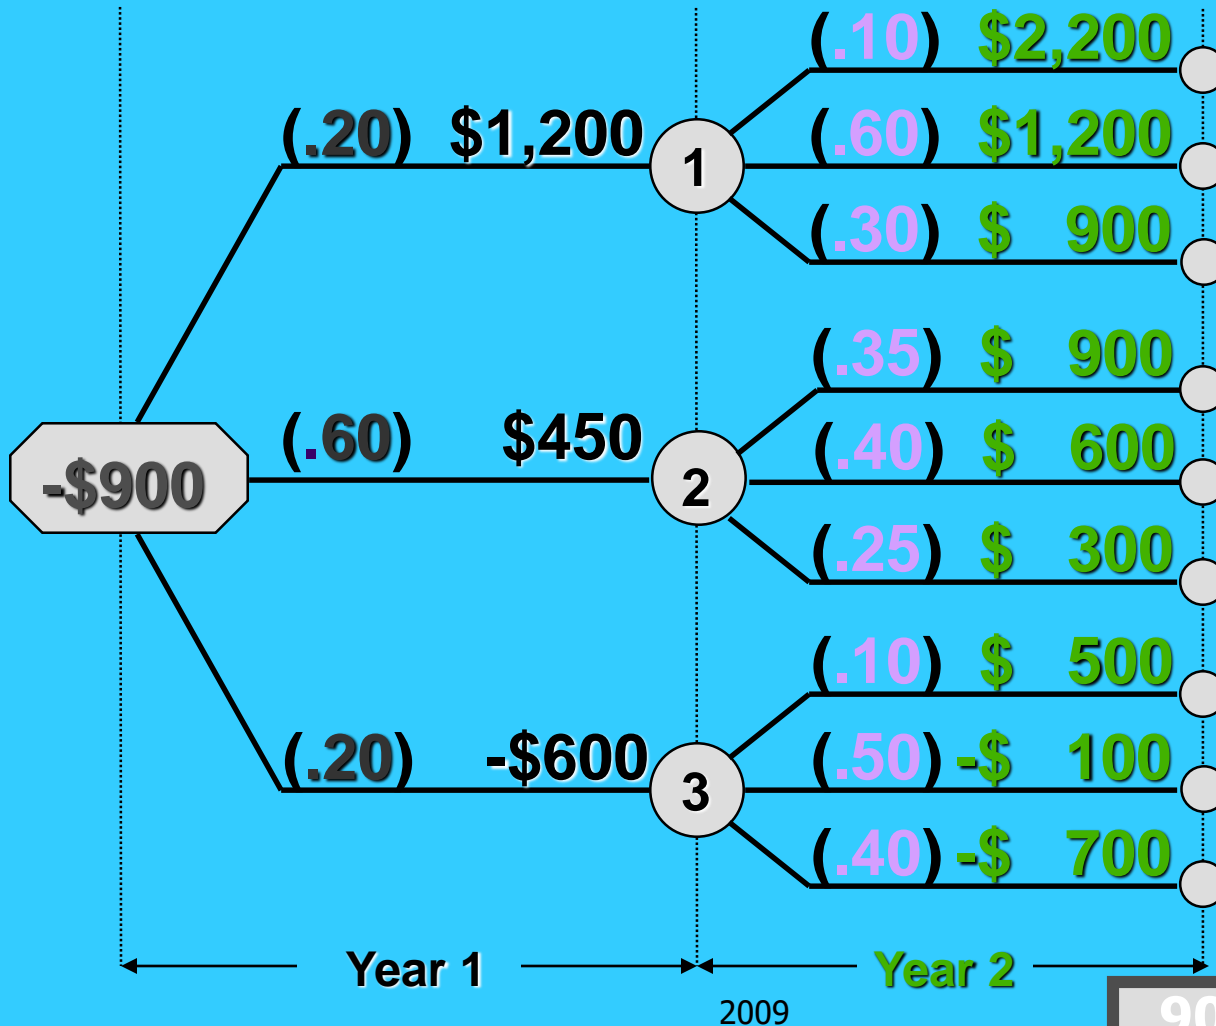 (.10) $2,200
(.20) $1,200
1
(.60) $1,200
(.30) $ 900
(.35) $ 900
-$900
(.60) $450
2
(.40) $ 600
(.25) $ 300
(.10) $ 500
(.20) -$600
3
(.50) -$ 100
(.40) -$ 700
Year 1
Year 2
2009
90